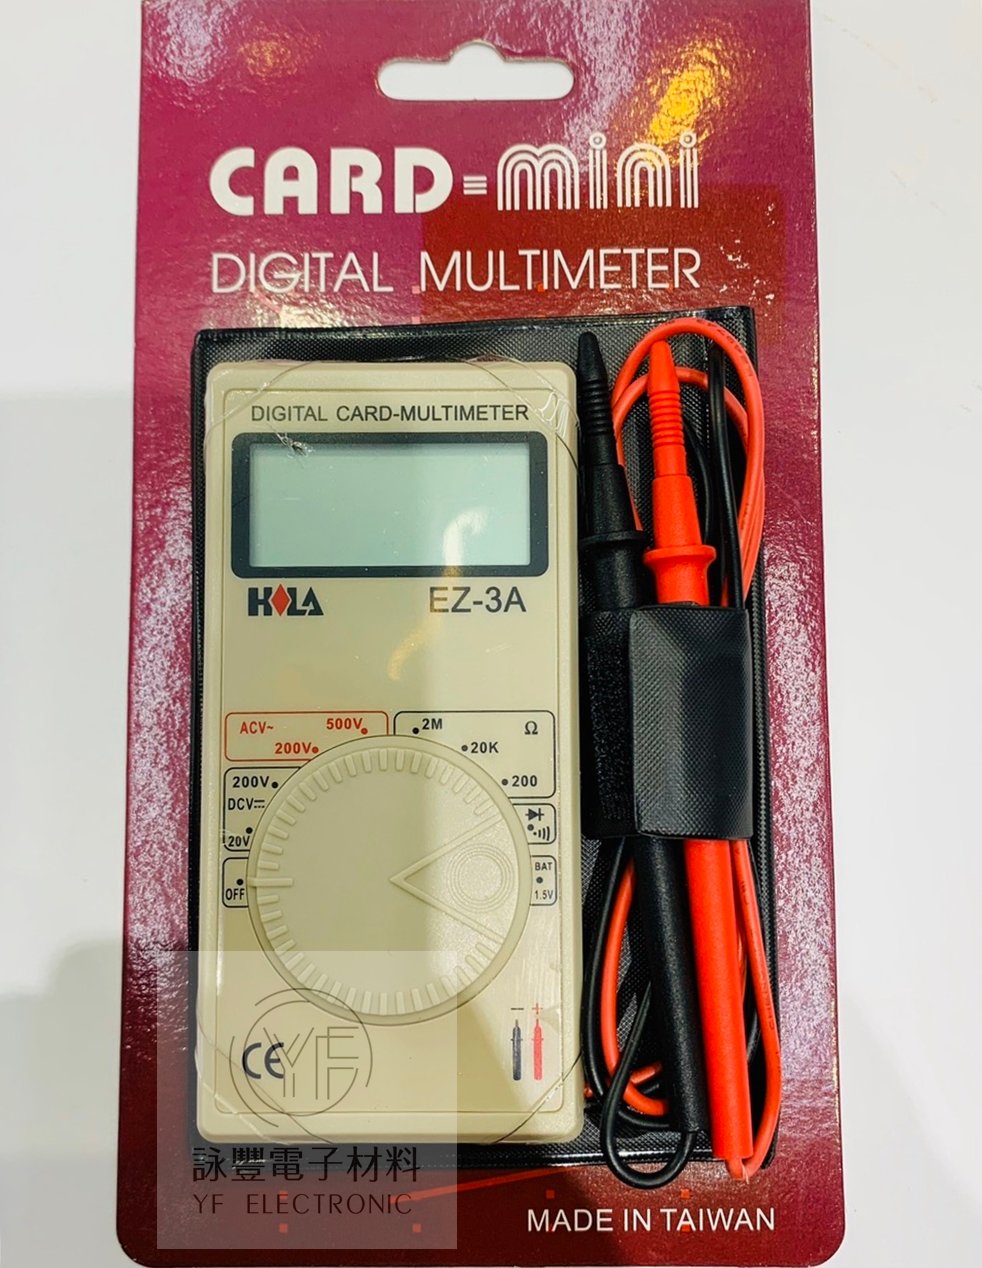 CARD-mini
DIGITAL MULTIMETER
DIGITAL CARD-MULTIMETER
HOLA
EZ-3A
ACV~ 500V
200V
2M Ω
20K
200
200V
DCV
20V
OFF
BAT
1.5V
- +
CE
YF
詠豐電子材料
YF ELECTRONIC
MADE IN TAIWAN